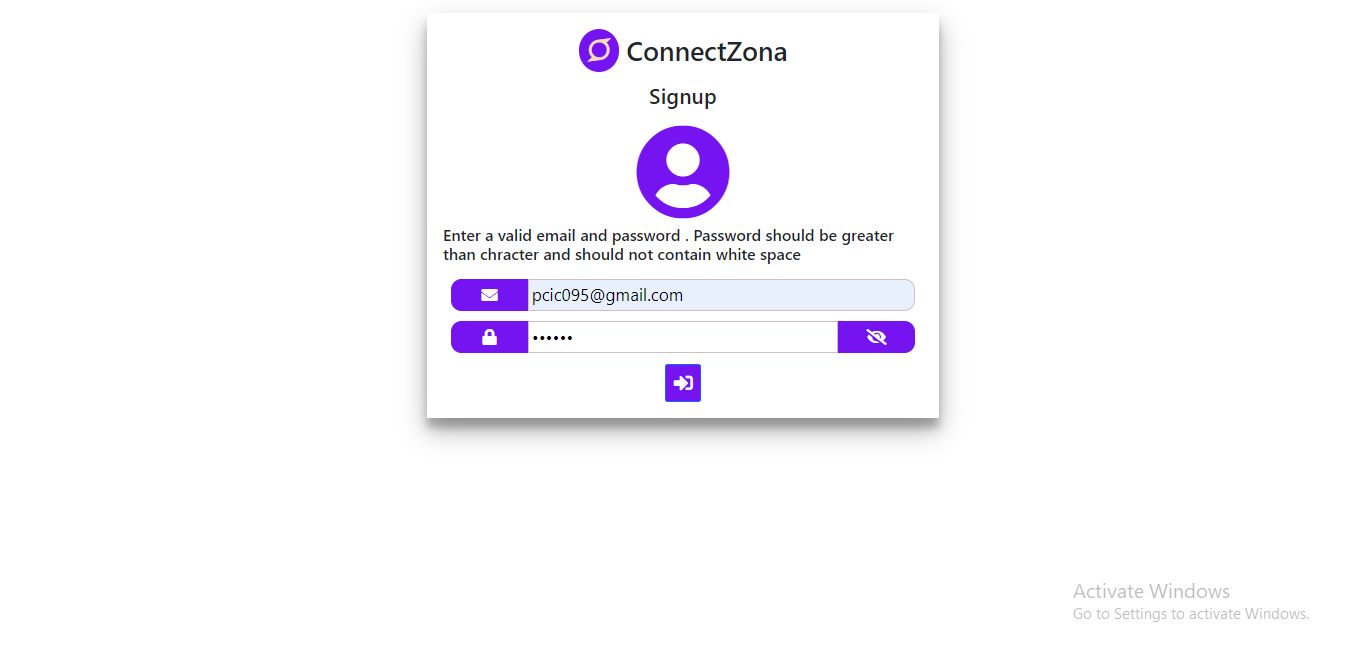 ConnectZona
Signup
Enter a valid email and password . Password should be greater
than chracter and should not contain white space
pcic095@gmail.com
••••••
Activate Windows
Go to Settings to activate Windows.